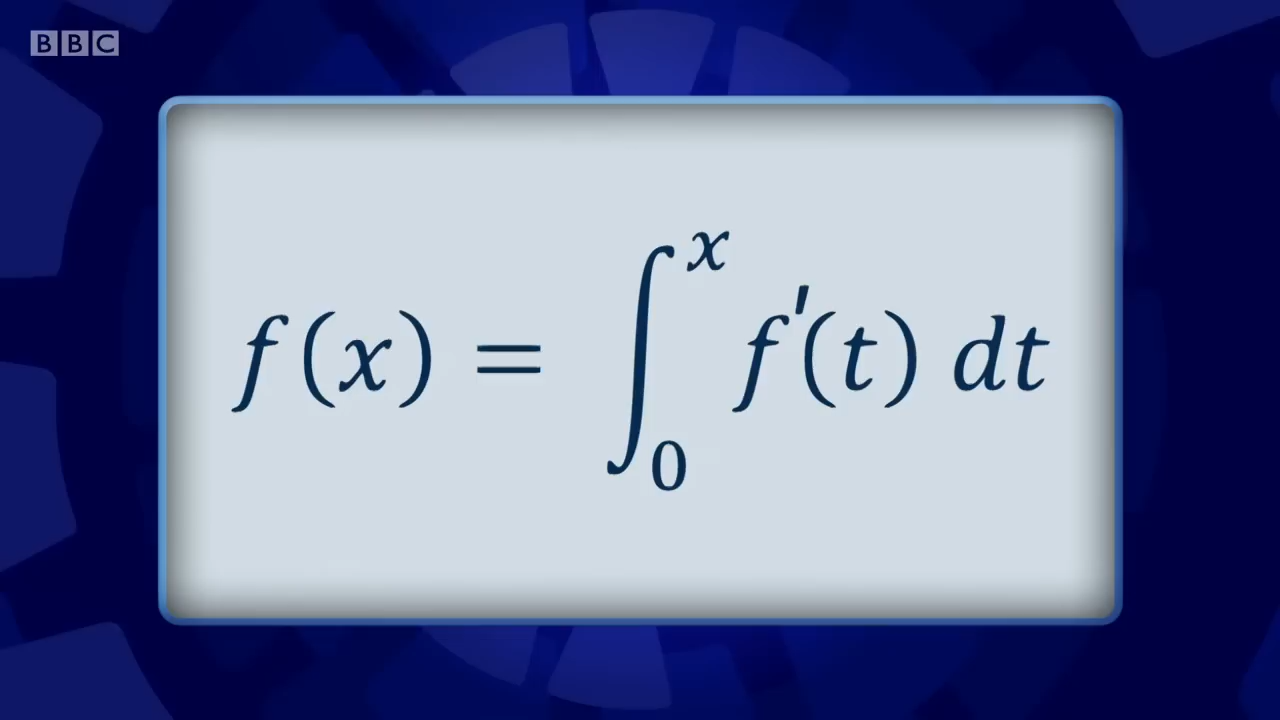 BBC
f(x) = ∫₀ˣ f′(t) dt